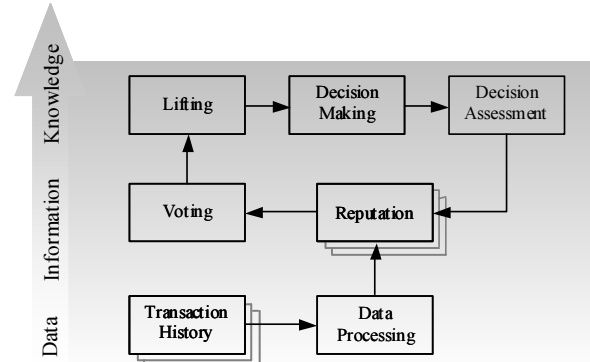 Knowledge
Lifting
Decision
Making
Decision
Assessment
Information
Voting
Reputation
Data
Transaction
History
Data
Processing